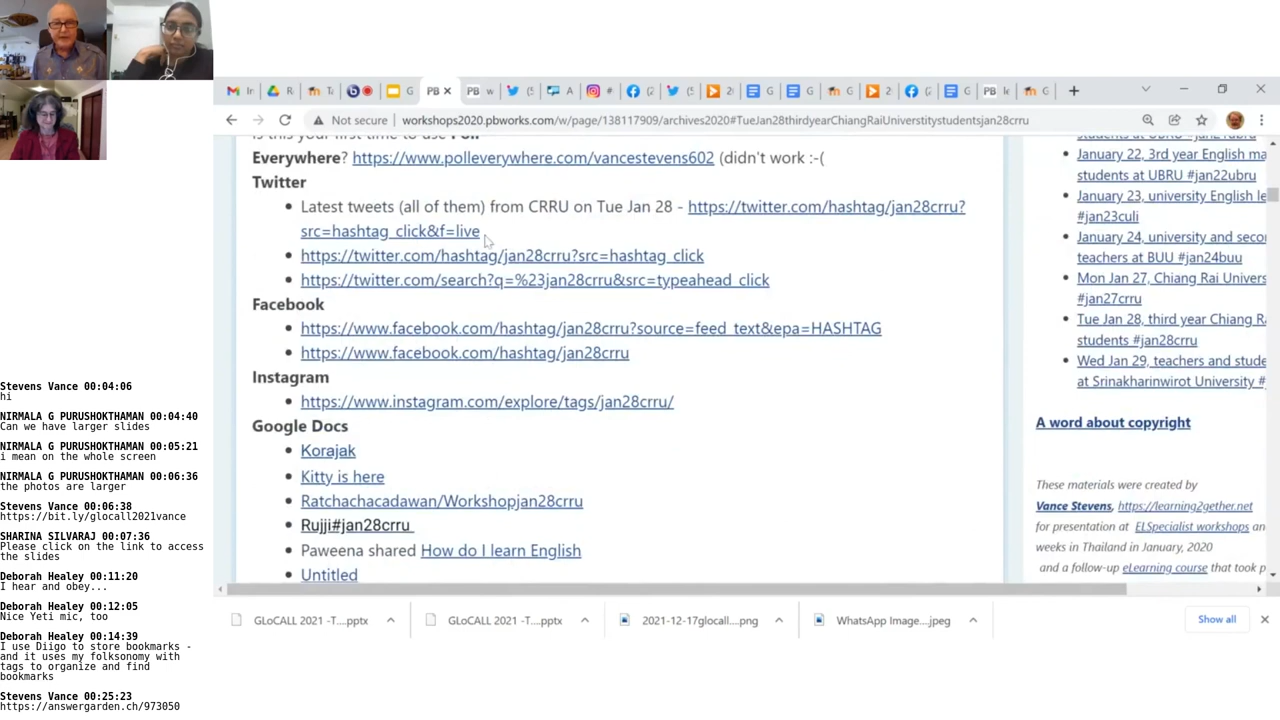 PB
PB
Not secure
workshops2020.pbworks.com/w/page/138117909/archives2020#TueJan28thirdyearChiangRaiUniverstitystudentsjan28crru
Everywhere? https://www.polleverywhere.com/vancestevens602 (didn't work :-(
Twitter
Latest tweets (all of them) from CRRU on Tue Jan 28 - https://twitter.com/hashtag/jan28crru?
src=hashtag_click&f=live
https://twitter.com/hashtag/jan28crru?src=hashtag_click
https://twitter.com/search?q=%23jan28crru&src=typeahead_click
Facebook
https://www.facebook.com/hashtag/jan28crru?source=feed_text&epa=HASHTAG
https://www.facebook.com/hashtag/jan28crru
Instagram
https://www.instagram.com/explore/tags/jan28crru/
Google Docs
Korajak
Kitty is here
Ratchachacadawan/Workshopjan28crru
Rujji#jan28crru
Paweena shared How do I learn English
Untitled
students at UBRU #jan21ubru
January 22, 3rd year English ma
students at UBRU #jan22ubru
January 23, university English le
#jan23culi
January 24, university and seco
teachers at BUU #jan24buu
Mon Jan 27, Chiang Rai Univers
#jan27crru
Tue Jan 28, third year Chiang Ra
students #jan28crru
Wed Jan 29, teachers and stude
at Srinakharinwirot University #
A word about copyright
These materials were created by
Vance Stevens, https://learning2gether.net
for presentation at ELSpecialist workshops an
weeks in Thailand in January, 2020
and a follow-up eLearning course that took p
GLoCALL 2021 -T....pptx
GLoCALL 2021 -T....pptx
2021-12-17glocall....png
WhatsApp Image....jpeg
Show all
Stevens Vance 00:04:06
hi
NIRMALA G PURUSHOKTHAMAN 00:04:40
Can we have larger slides
NIRMALA G PURUSHOKTHAMAN 00:05:21
i mean on the whole screen
NIRMALA G PURUSHOKTHAMAN 00:06:36
the photos are larger
Stevens Vance 00:06:38
https://bit.ly/glocall2021vance
SHARINA SILVARAJ 00:07:36
Please click on the link to access
the slides
Deborah Healey 00:11:20
I hear and obey...
Deborah Healey 00:12:05
Nice Yeti mic, too
Deborah Healey 00:14:39
I use Diigo to store bookmarks -
and it uses my folksonomy with
tags to organize and find
bookmarks
Stevens Vance 00:25:23
https://answergarden.ch/973050